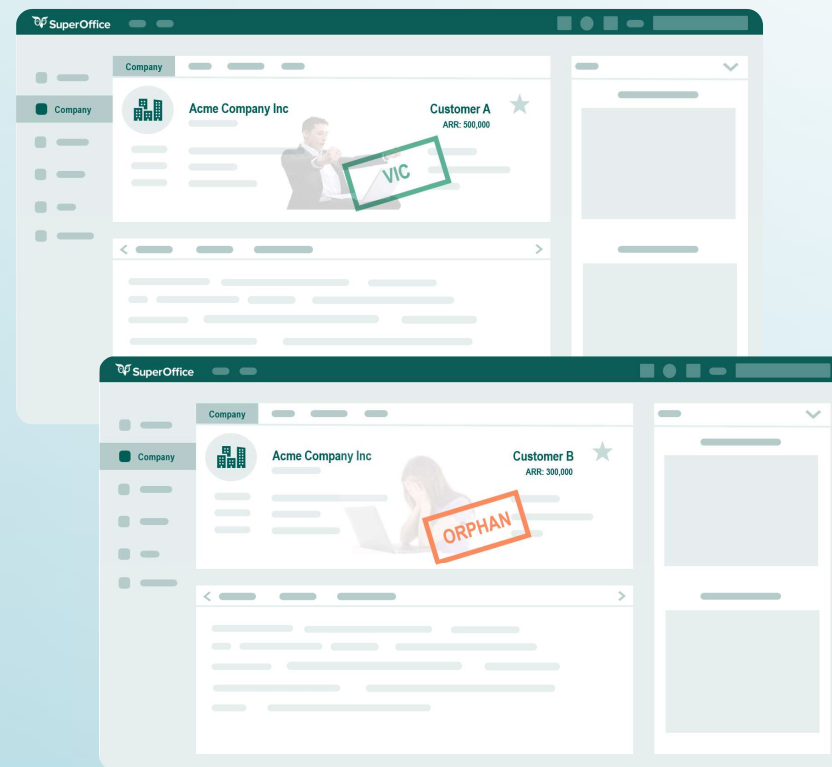 SuperOffice
Company
Company
Acme Company Inc
Customer A
ARR: 500,000
VIC
SuperOffice
Company
Company
Acme Company Inc
Customer B
ARR: 300,000
ORPHAN